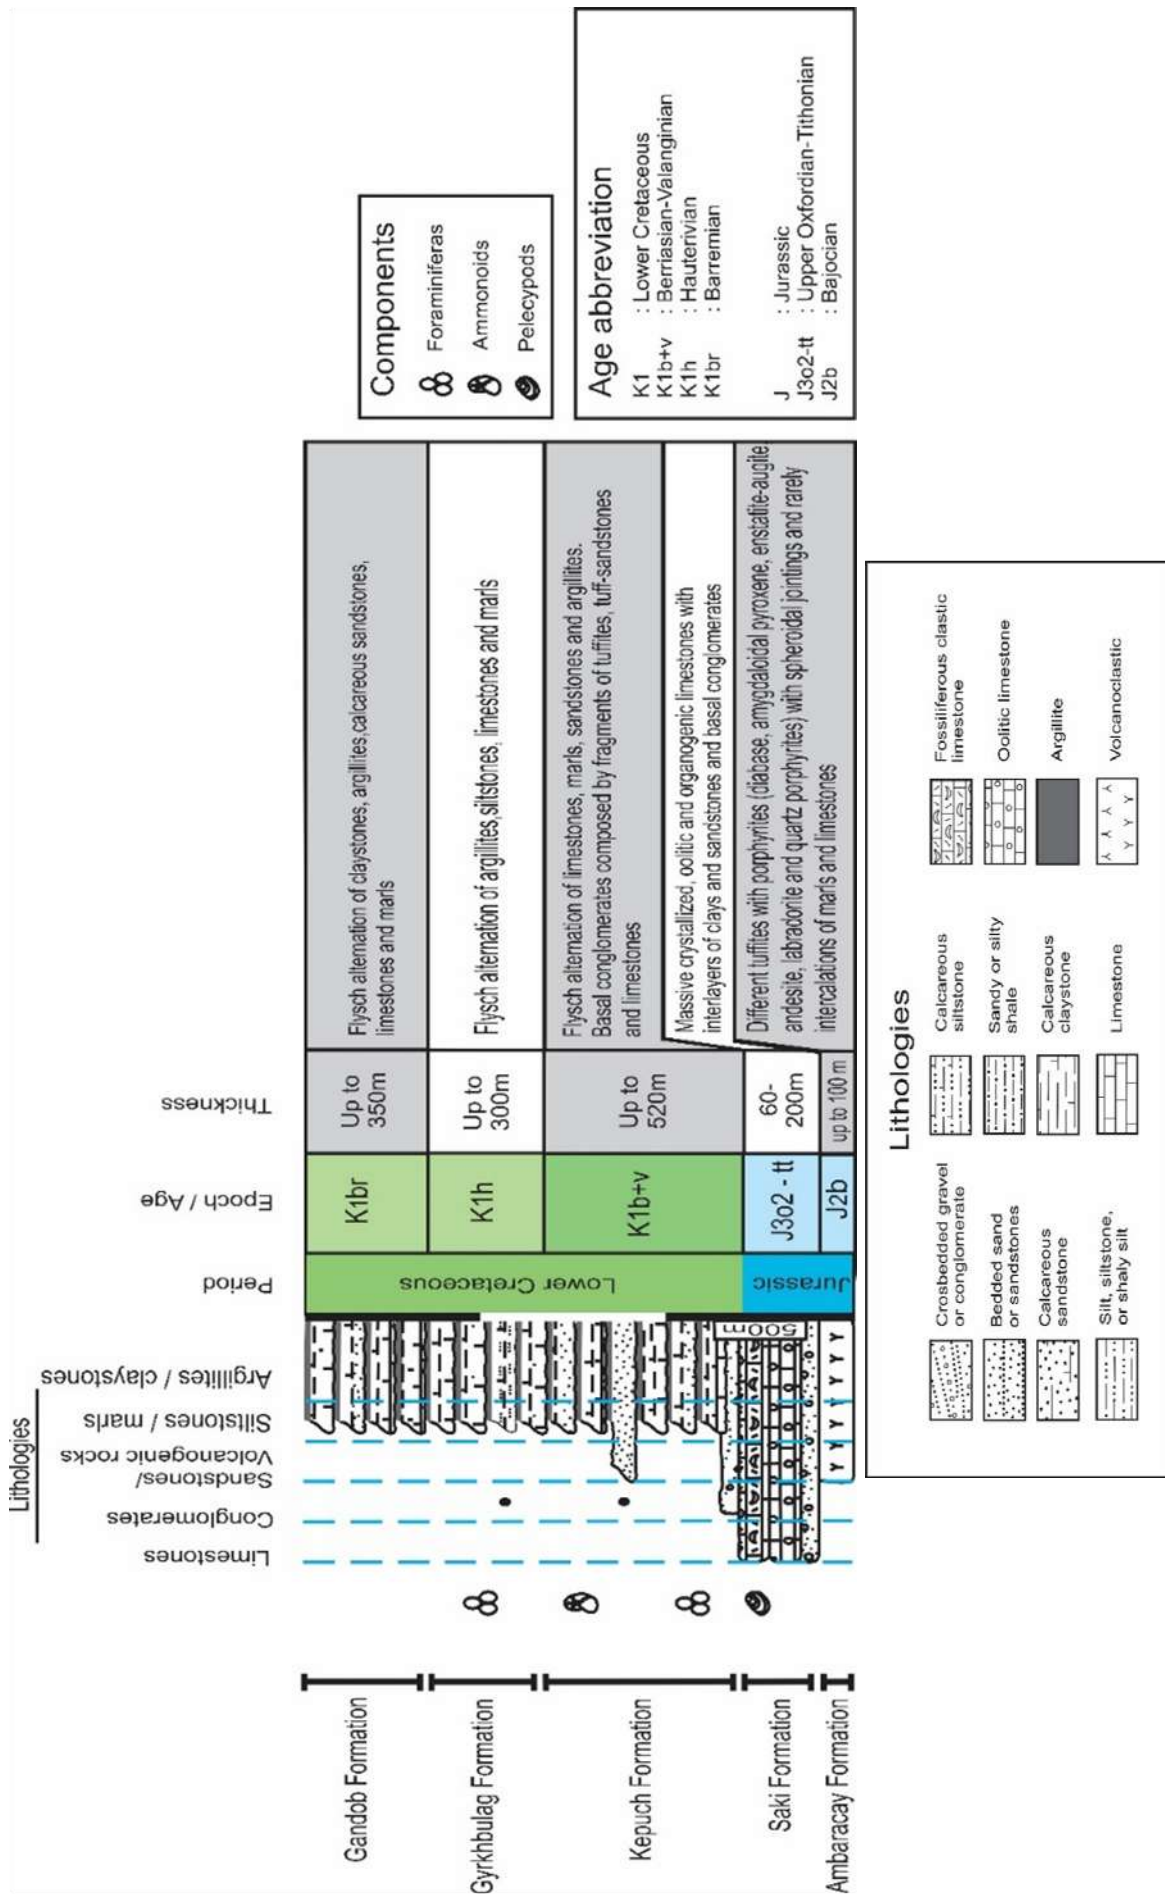 Lithologies
Limestones
Conglomerates
Sandstones/
Volcanogenic rocks
Siltstones / marls
Argillites / claystones
Period
Epoch / Age
Thickness
Gandob Formation
Lower Cretaceous
K1br
Up to
350m
Flysch alternation of claystones, argillites,calcareous sandstones,
limestones and marls
Gyrkhbulag Formation
K1h
Up to
300m
Flysch alternation of argillites,siltstones, limestones and marls
Kepuch Formation
K1b+v
Up to
520m
Flysch alternation of limestones, marls, sandstones and argillites.
Basal conglomerates composed by fragments of tuffites, tuff-sandstones
and limestones
Saki Formation
500m
Jurassic
J3o2 - tt
60-
200m
Massive crystallized, oolitic and organogenic limestones with
interlayers of clays and sandstones and basal conglomerates
Ambaracay Formation
J2b
up to 100 m
Different tuffites with porphyrites (diabase, amygdaloidal pyroxene, enstatite-augite,
andesite, labradorite and quartz porphyrites) with spheroidal jointings and rarely
intercalations of marls and limestones
Components
Foraminiferas
Ammonoids
Pelecypods
Age abbreviation
K1 : Lower Cretaceous
K1b+v : Berriasian-Valanginian
K1h : Hauterivian
K1br : Barremian
J : Jurassic
J3o2-tt : Upper Oxfordian-Tithonian
J2b : Bajocian
Lithologies
Crosbedded gravel
or conglomerate
Bedded sand
or sandstones
Calcareous
sandstone
Silt, siltstone,
or shaly silt
Calcareous
siltstone
Sandy or silty
shale
Calcareous
claystone
Limestone
Fossiliferous clastic
limestone
Oolitic limestone
Argillite
Volcanoclastic